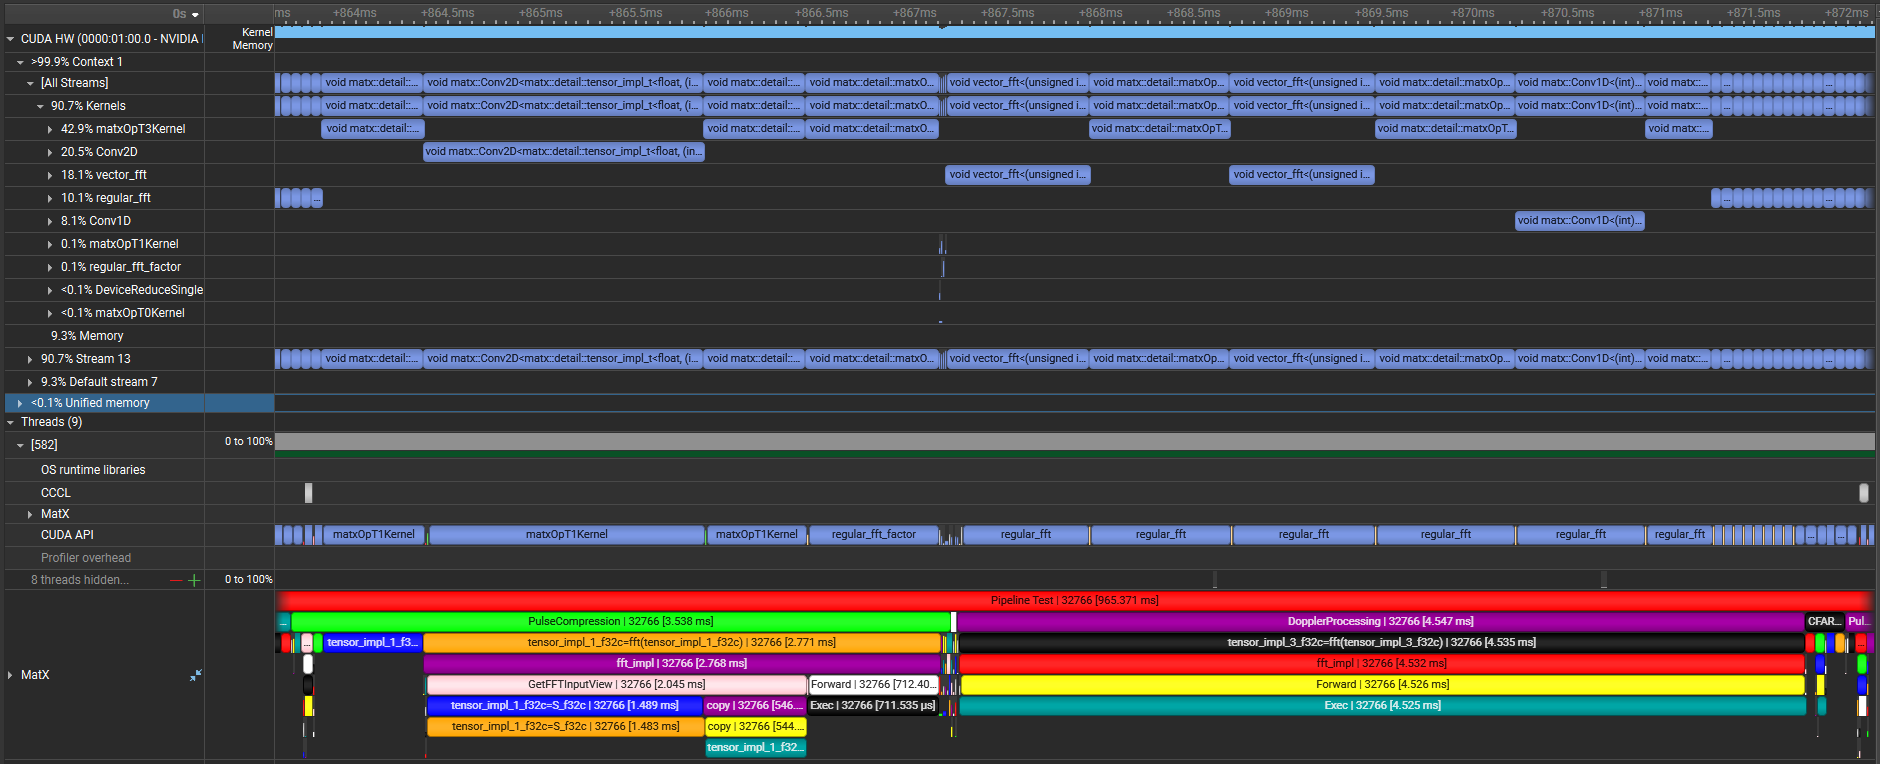 0s ms +864ms +864.5ms +865ms +865.5ms +866ms +866.5ms +867ms +867.5ms +868ms +868.5ms +869ms +869.5ms +870ms +870.5ms +871ms +871.5ms +872ms
CUDA HW (0000:01:00.0 - NVIDIA Kernel
Memory
>99.9% Context 1
[All Streams] void matx::detail::... void matx::Conv2D<matx::detail::tensor_impl_t<float, (i... void matx::detail::... void matx::detail::matxO... void vector_fft<(unsigned i... void matx::detail::matxOp... void vector_fft<(unsigned i... void matx::detail::matxOp... void matx::Conv1D<(int)... void matx::... ... ...
90.7% Kernels void matx::detail::... void matx::Conv2D<matx::detail::tensor_impl_t<float, (i... void matx::detail::... void matx::detail::matxO... void vector_fft<(unsigned i... void matx::detail::matxOp... void vector_fft<(unsigned i... void matx::detail::matxOp... void matx::Conv1D<(int)... void matx::... ... ...
42.9% matxOpT3Kernel void matx::detail::... void matx::detail::... void matx::detail::matxO... void matx::detail::matxOpT... void matx::detail::matxOpT... void matx::...
20.5% Conv2D void matx::Conv2D<matx::detail::tensor_impl_t<float, (in...
18.1% vector_fft void vector_fft<(unsigned i... void vector_fft<(unsigned i...
10.1% regular_fft ... ... ...
8.1% Conv1D void matx::Conv1D<(int)...
0.1% matxOpT1Kernel
0.1% regular_fft_factor
<0.1% DeviceReduceSingle
<0.1% matxOpT0Kernel
9.3% Memory
90.7% Stream 13 void matx::detail::... void matx::Conv2D<matx::detail::tensor_impl_t<float, (i... void matx::detail::... void matx::detail::matxO... void vector_fft<(unsigned i... void matx::detail::matxOp... void vector_fft<(unsigned i... void matx::detail::matxOp... void matx::Conv1D<(int)... void matx::... ... ...
9.3% Default stream 7
<0.1% Unified memory
Threads (9)
[582] 0 to 100%
OS runtime libraries
CCCL
MatX
CUDA API matxOpT1Kernel matxOpT1Kernel matxOpT1Kernel regular_fft_factor regular_fft regular_fft regular_fft regular_fft regular_fft regular_fft ... ...
Profiler overhead
8 threads hidden... 0 to 100%
Pipeline Test | 32766 [965.371 ms]
... PulseCompression | 32766 [3.538 ms] DopplerProcessing | 32766 [4.547 ms] CFAR... Pul...
... tensor_impl_1_f3... tensor_impl_1_f32c=fft(tensor_impl_1_f32c) | 32766 [2.771 ms] tensor_impl_3_f32c=fft(tensor_impl_3_f32c) | 32766 [4.535 ms] ...
fft_impl | 32766 [2.768 ms] fft_impl | 32766 [4.532 ms]
MatX
GetFFTInputView | 32766 [2.045 ms] Forward | 32766 [712.40... Forward | 32766 [4.526 ms]
tensor_impl_1_f32c=S_f32c | 32766 [1.489 ms] copy | 32766 [546.... Exec | 32766 [711.535 µs] Exec | 32766 [4.525 ms]
tensor_impl_1_f32c=S_f32c | 32766 [1.483 ms] copy | 32766 [544....
tensor_impl_1_f32...